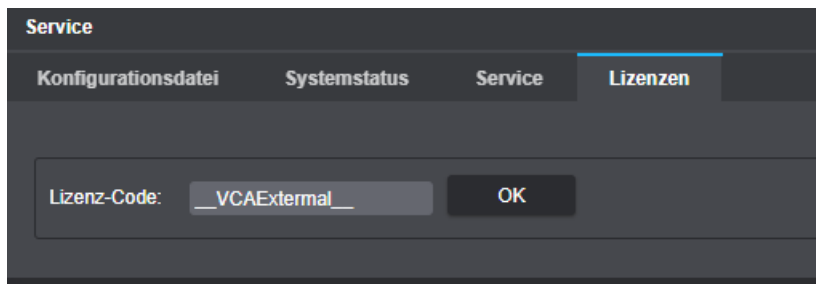 Service
Konfigurationsdatei Systemstatus Service Lizenzen
Lizenz-Code: __VCAExtermal__ OK